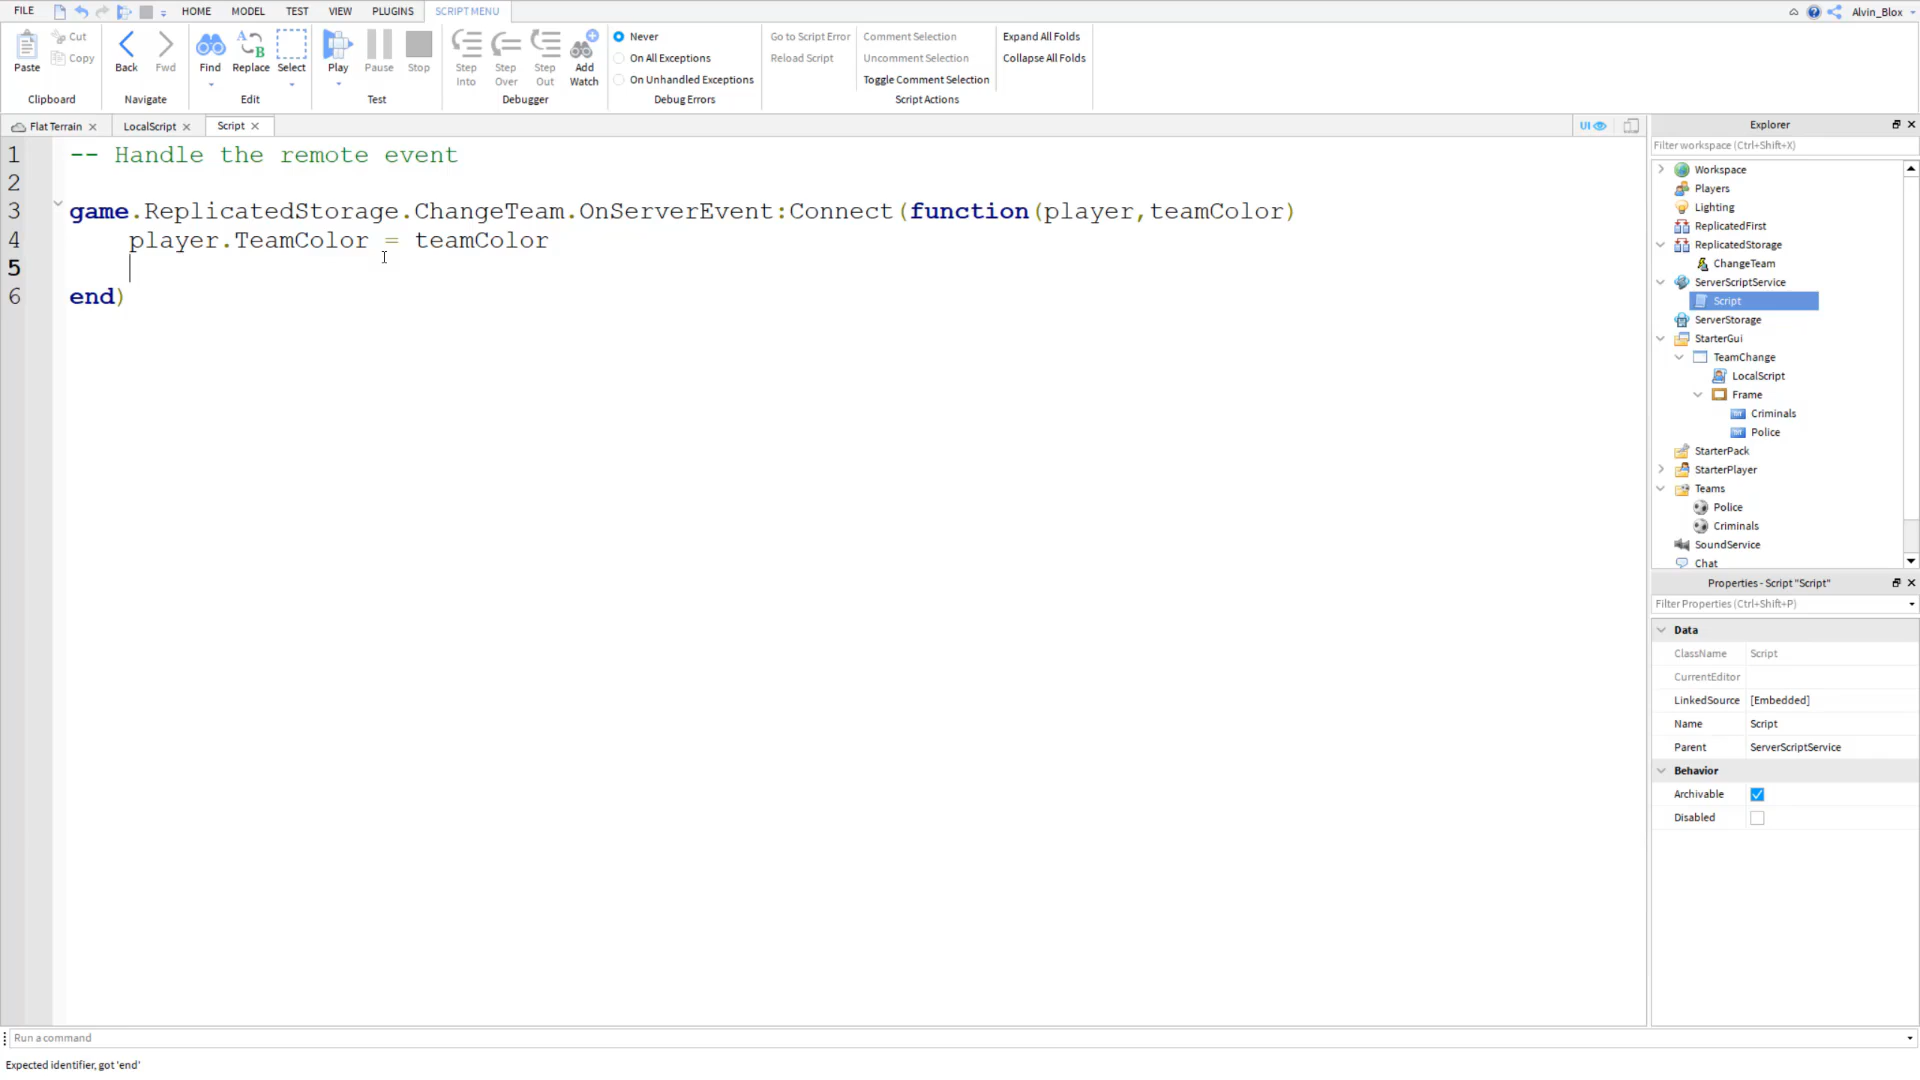 FILE HOME MODEL TEST VIEW PLUGINS SCRIPT MENU Alvin_Blox
Paste Cut Copy Back Fwd Find Replace Select Play Pause Stop Step Into Step Over Step Out Add Watch
Never Go to Script Error Comment Selection Expand All Folds
On All Exceptions Reload Script Uncomment Selection Collapse All Folds
On Unhandled Exceptions Toggle Comment Selection
Clipboard Navigate Edit Test Debugger Debug Errors Script Actions
Flat Terrain LocalScript Script UI
1 -- Handle the remote event
2
3 game.ReplicatedStorage.ChangeTeam.OnServerEvent:Connect(function(player,teamColor)
4 player.TeamColor = teamColor
5
6 end)
Explorer
Filter workspace (Ctrl+Shift+X)
Workspace
Players
Lighting
ReplicatedFirst
ReplicatedStorage
ChangeTeam
ServerScriptService
Script
ServerStorage
StarterGui
TeamChange
LocalScript
Frame
Criminals
Police
StarterPack
StarterPlayer
Teams
Police
Criminals
SoundService
Chat
Properties - Script "Script"
Filter Properties (Ctrl+Shift+P)
Data
ClassName Script
CurrentEditor
LinkedSource [Embedded]
Name Script
Parent ServerScriptService
Behavior
Archivable
Disabled
Run a command
Expected identifier, got 'end'